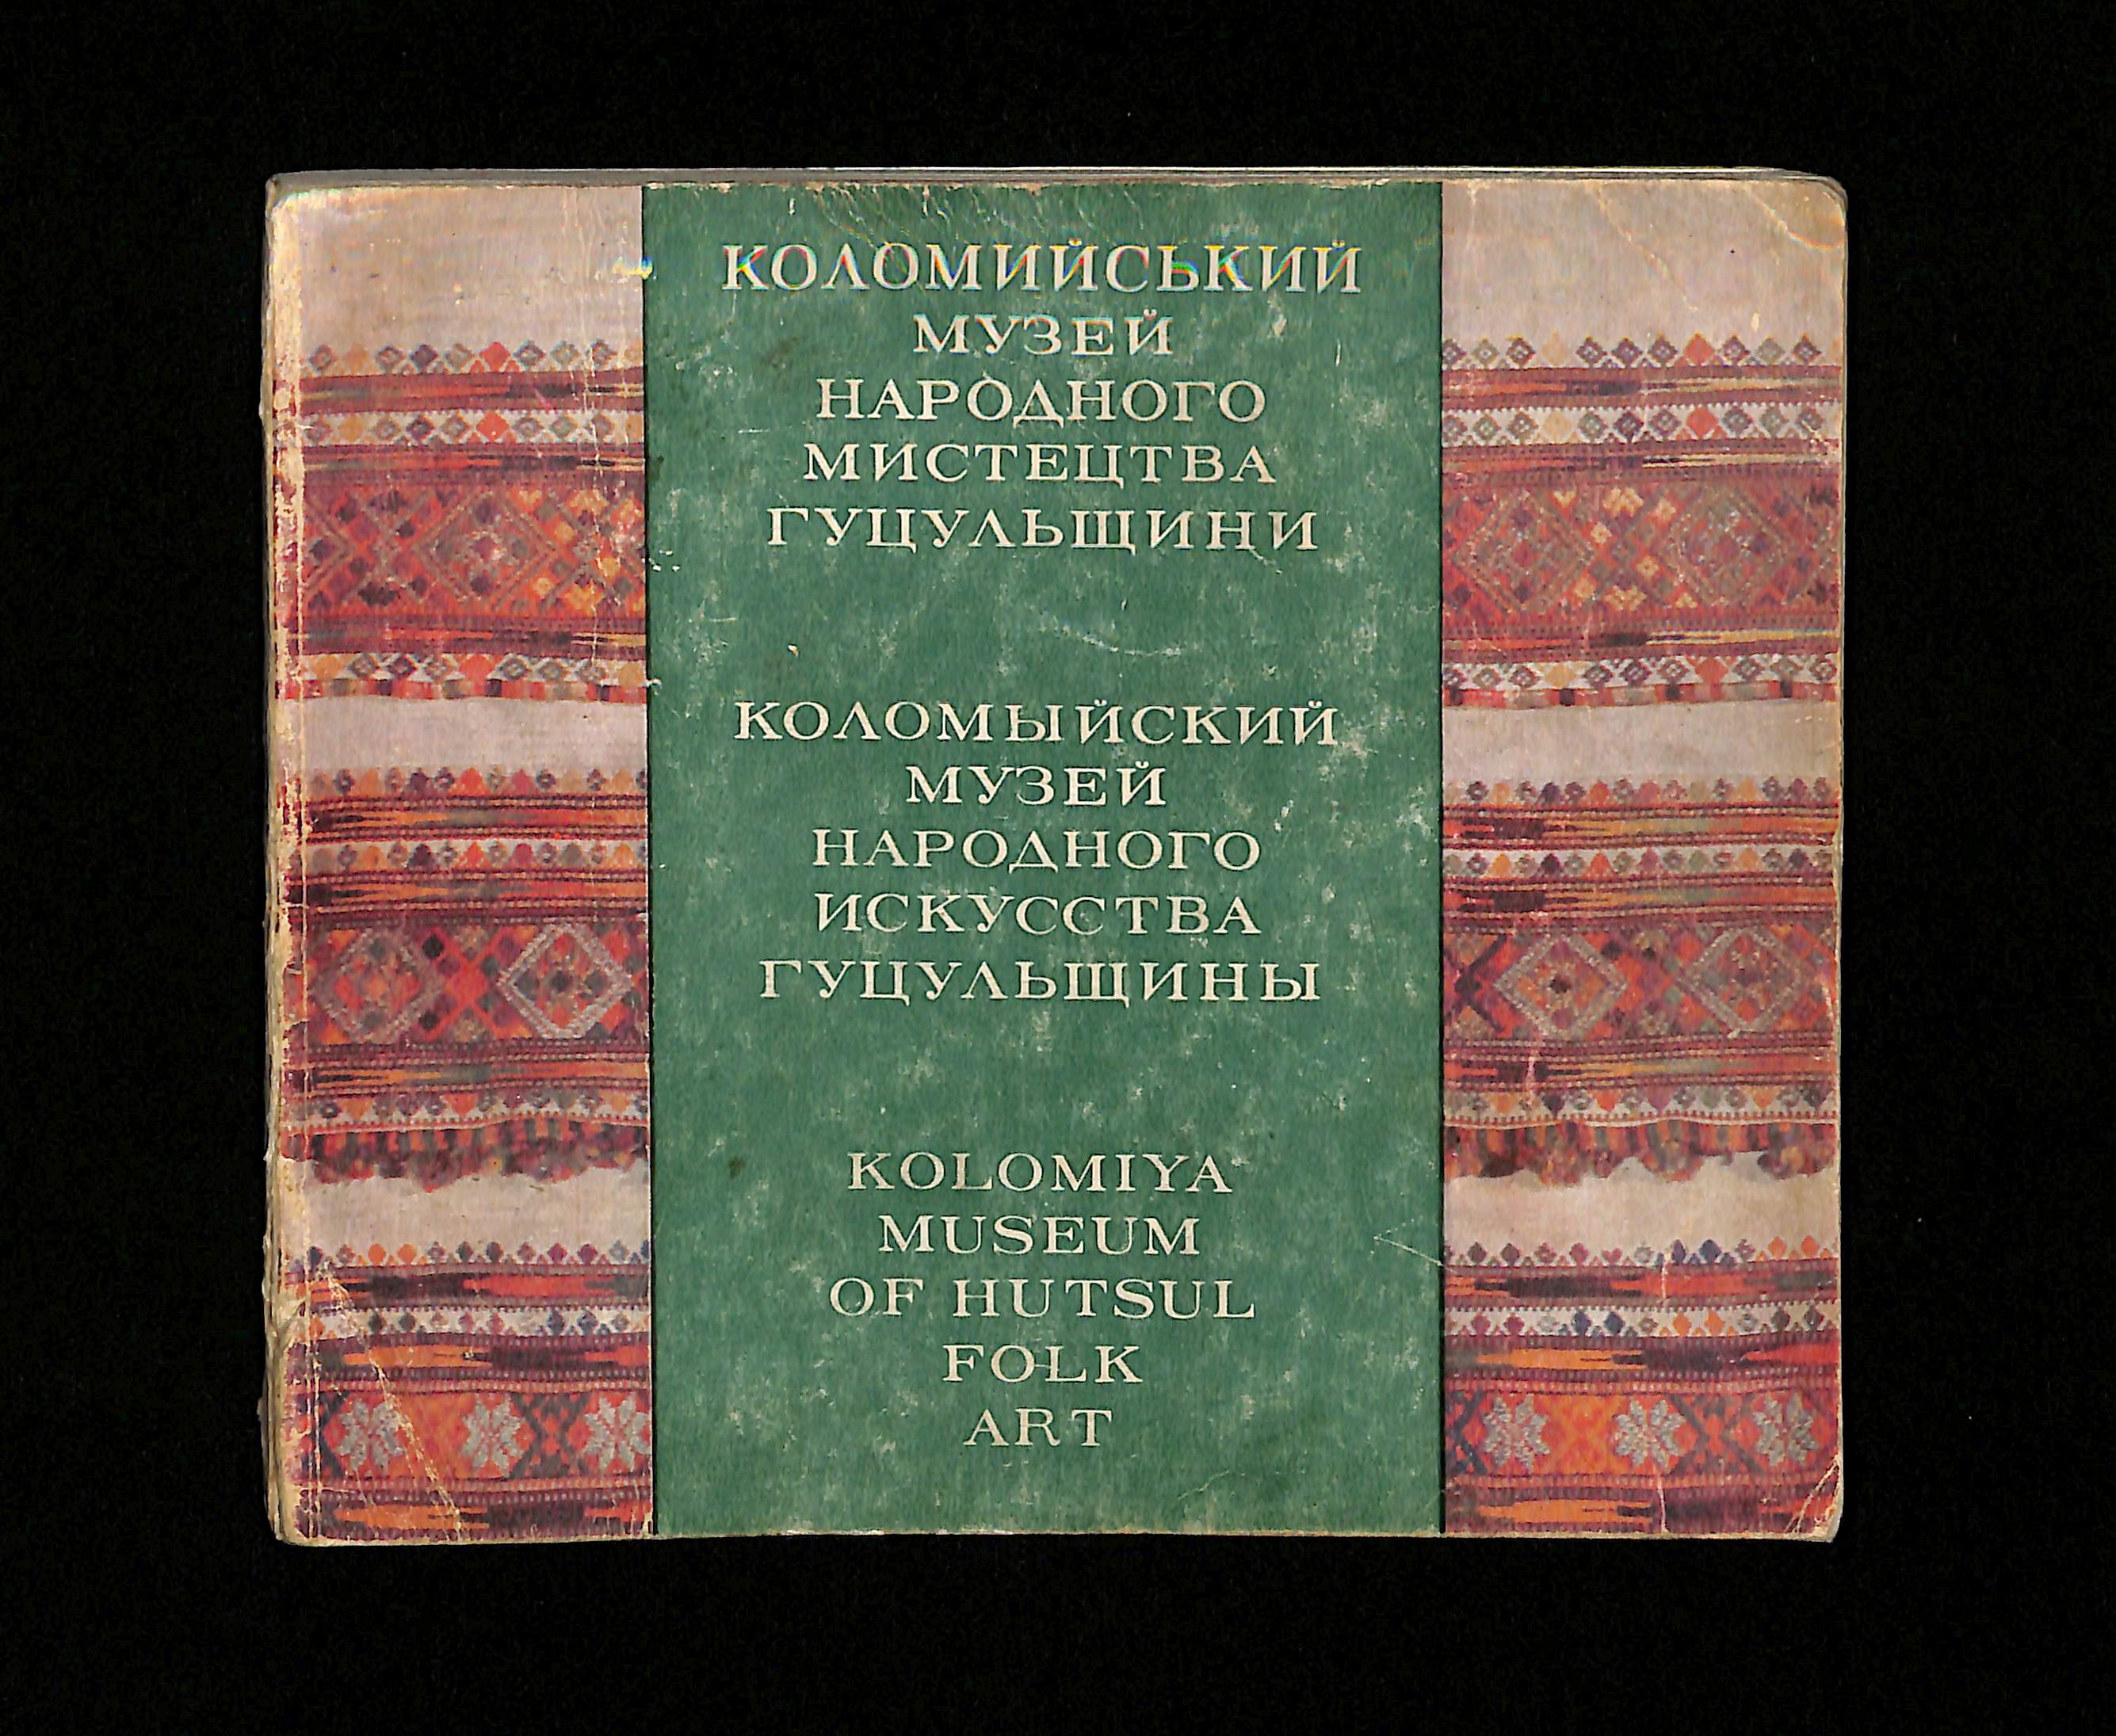 КОЛОМИЙСЬКИЙ
МУЗЕЙ
НАРОДНОГО
МИСТЕЦТВА
ГУЦУЛЬЩИНИ
КОЛОМЫЙСКИЙ
МУЗЕЙ
НАРОДНОГО
ИСКУССТВА
ГУЦУЛЬЩИНЫ
KOLOMIYA
MUSEUM
OF HUTSUL
FOLK
ART